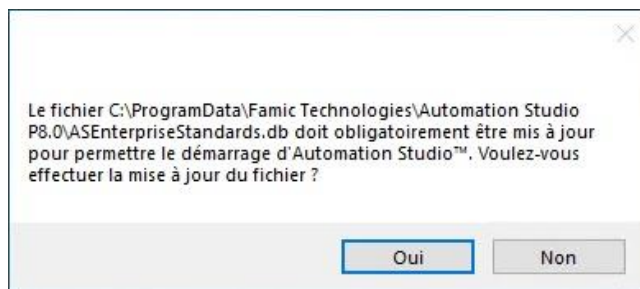 Le fichier C:\ProgramData\Famic Technologies\Automation Studio
P8.0\ASEnterpriseStandards.db doit obligatoirement être mis à jour
pour permettre le démarrage d'Automation Studio™. Voulez-vous
effectuer la mise à jour du fichier ?
Oui
Non